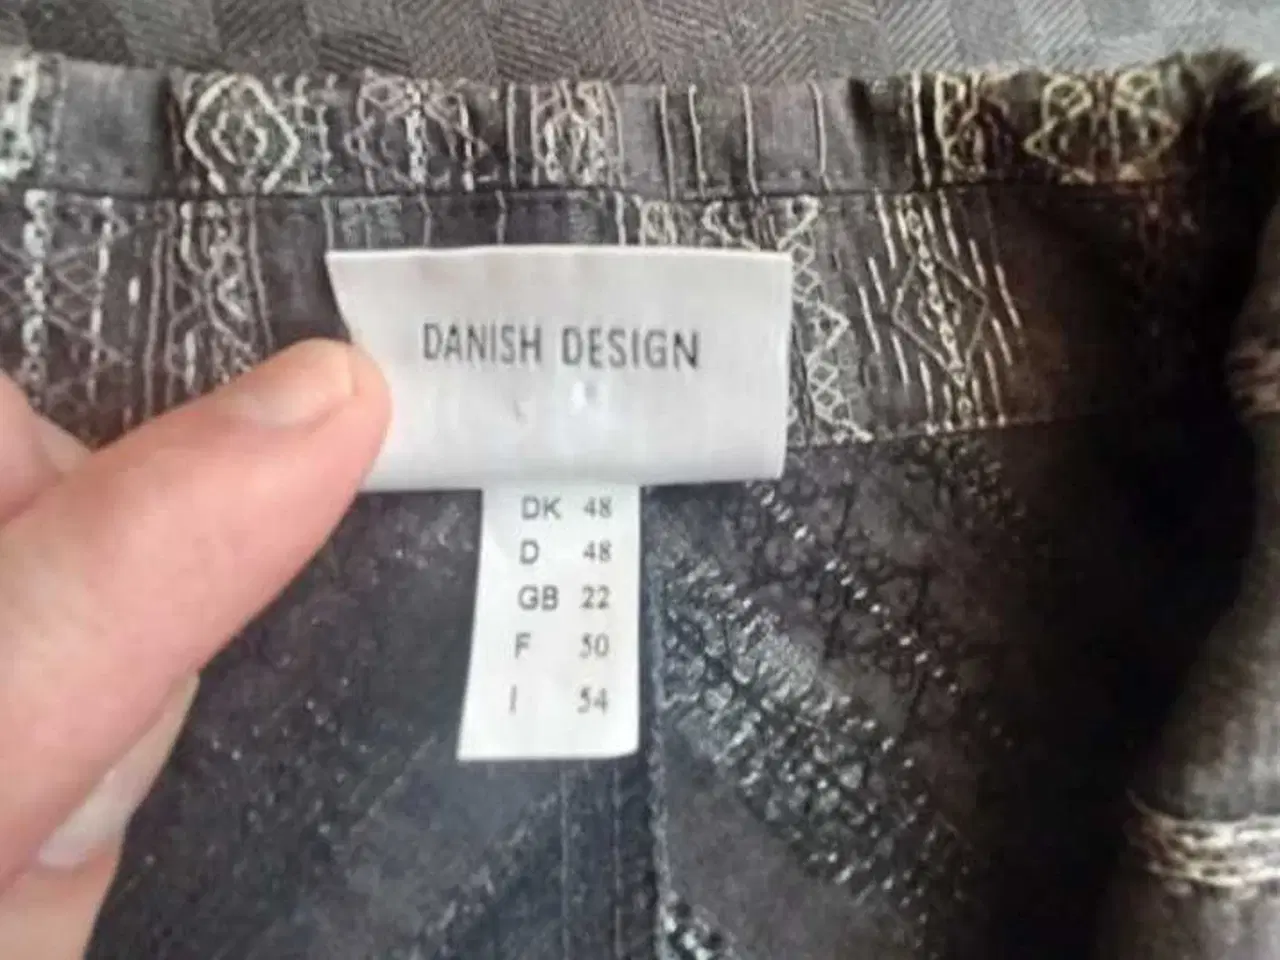 DANISH DESIGN
DK 48
D 48
GB 22
F 50
I 54